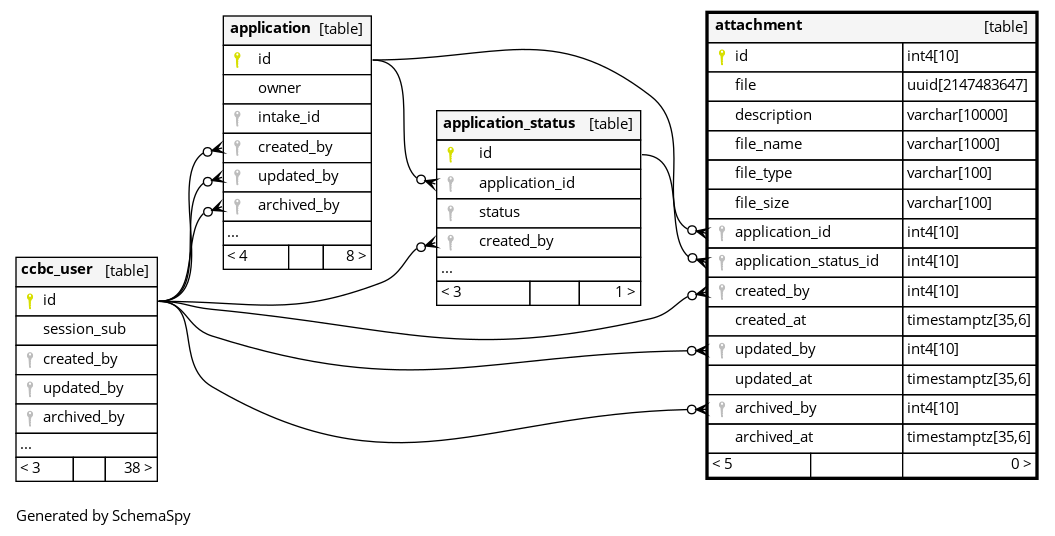 application [table]
id
owner
intake_id
created_by
updated_by
archived_by
...
< 4 8 >
application_status [table]
id
application_id
status
created_by
...
< 3 1 >
ccbc_user [table]
id
session_sub
created_by
updated_by
archived_by
...
< 3 38 >
attachment [table]
id int4[10]
file uuid[2147483647]
description varchar[10000]
file_name varchar[1000]
file_type varchar[100]
file_size varchar[100]
application_id int4[10]
application_status_id int4[10]
created_by int4[10]
created_at timestamptz[35,6]
updated_by int4[10]
updated_at timestamptz[35,6]
archived_by int4[10]
archived_at timestamptz[35,6]
< 5 0 >
Generated by SchemaSpy